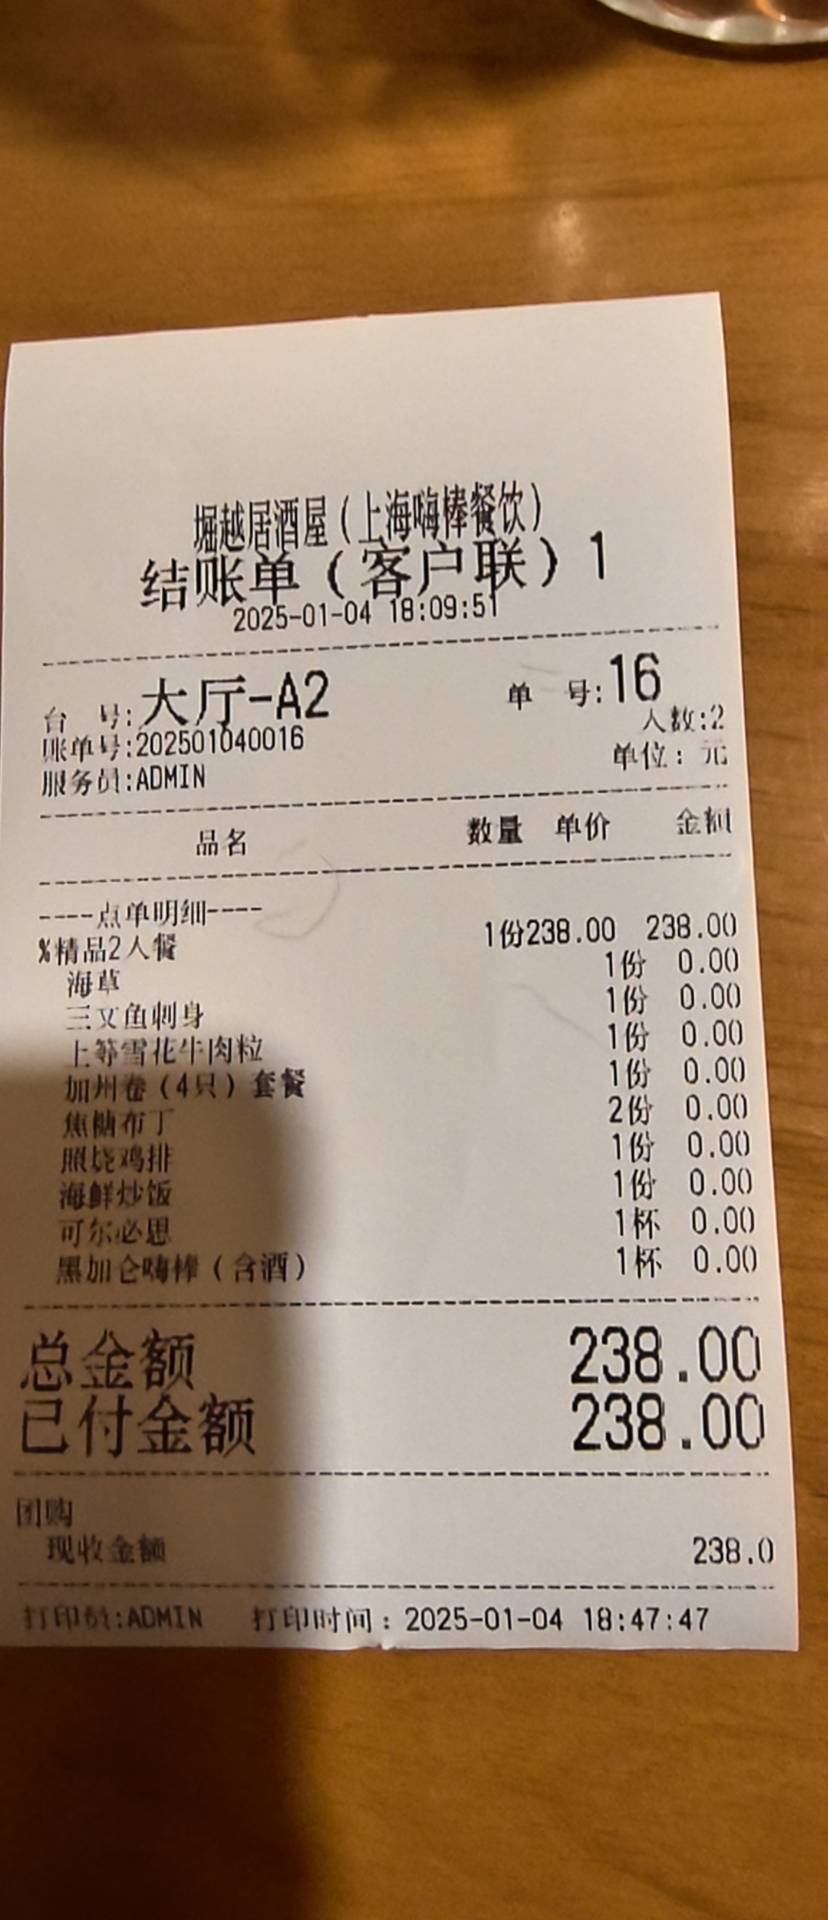 堀越居酒屋(上海嗨棒餐饮)
结账单(客户联)1
2025-01-04 18:09:51
台 号:大厅-A2 单 号:16
账单号:202501040016 人数:2
服务员:ADMIN 单位:元
品名 数量 单价 金额
----点单明细----
%精品2人餐 1份238.00 238.00
海草 1份 0.00
三文鱼刺身 1份 0.00
上等雪花牛肉粒 1份 0.00
加州卷(4只)套餐 1份 0.00
焦糖布丁 2份 0.00
照烧鸡排 1份 0.00
海鲜炒饭 1份 0.00
可尔必思 1杯 0.00
黑加仑嗨棒(含酒) 1杯 0.00
总金额 238.00
已付金额 238.00
团购
现收金额 238.0
打印员:ADMIN 打印时间:2025-01-04 18:47:47